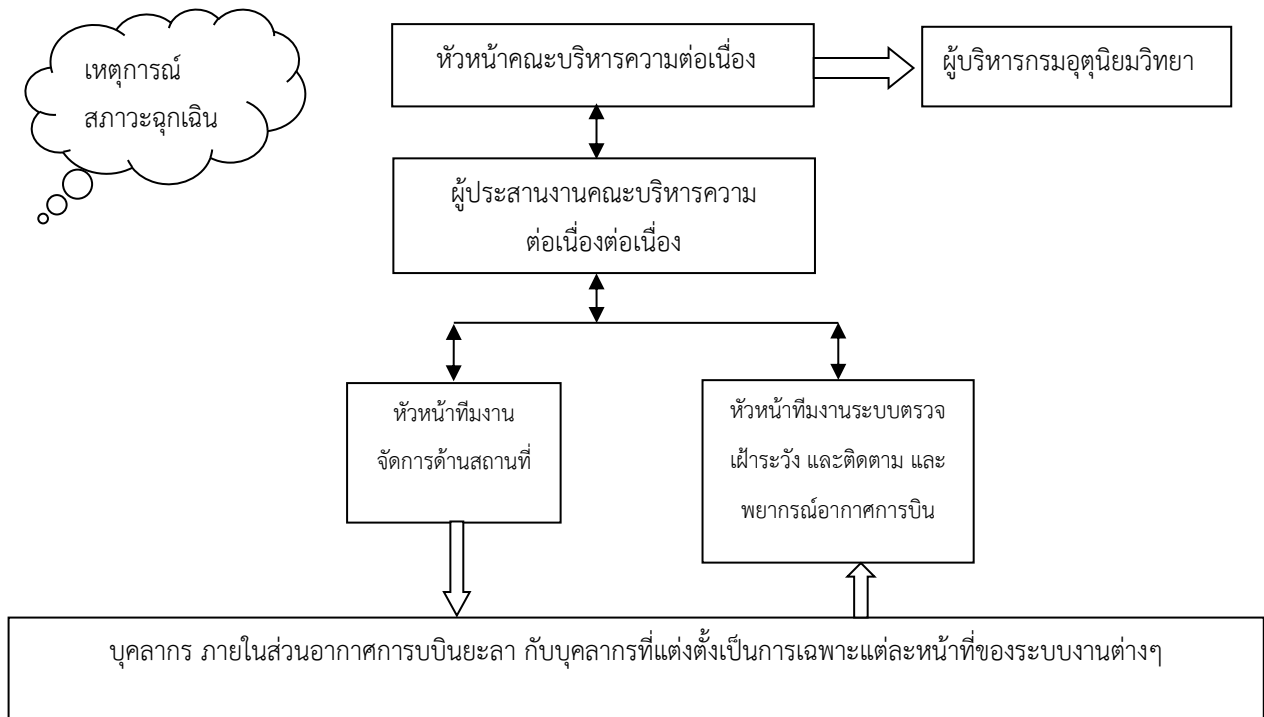 เหตุการณ์
สภาวะฉุกเฉิน
หัวหน้าคณะบริหารความต่อเนื่อง
ผู้บริหารกรมอุตุนิยมวิทยา
ผู้ประสานงานคณะบริหารความ
ต่อเนื่องต่อเนื่อง
หัวหน้าทีมงาน
จัดการด้านสถานที่
หัวหน้าทีมงานระบบตรวจ
เฝ้าระวัง และติดตาม และ
พยากรณ์อากาศการบิน
บุคลากร ภายในส่วนอากาศการบบินยะลา กับบุคลากรที่แต่งตั้งเป็นการเฉพาะแต่ละหน้าที่ของระบบงานต่างๆ